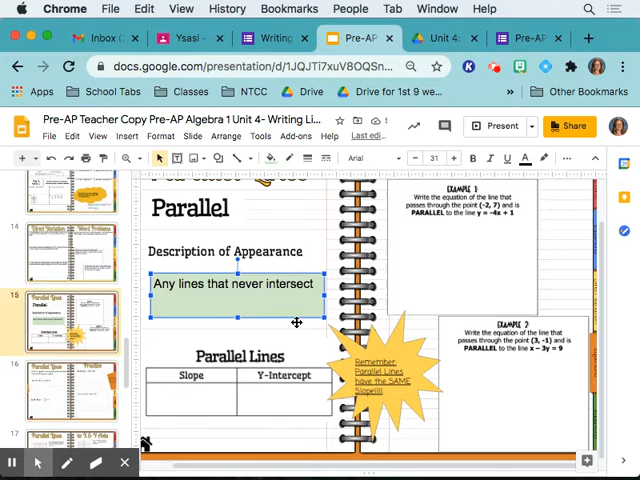 Chrome File Edit View History Bookmarks People Tab Window Help
Inbox (
Ysasi -
Writing
Pre-AP
Unit 4:
Pre-AP
docs.google.com/presentation/d/1JQJTi7xuV8OQSn...
Apps School Tabs Classes NTCC Drive Drive for 1st 9 we... Other Bookmarks
Pre-AP Teacher Copy Pre-AP Algebra 1 Unit 4- Writing Li...
File Edit View Insert Format Slide Arrange Tools Add-ons Help Last edi...
Present Share
Arial 31 B I U A
14
15
16
17
Parallel
Description of Appearance
Any lines that never intersect
Parallel Lines
Slope Y-Intercept
Remember,
Parallel Lines
have the SAME
Slope!!!!
EXAMPLE 1:
Write the equation of the line that
passes through the point (-2, 7) and is
PARALLEL to the line y = -4x + 1
EXAMPLE 2:
Write the equation of the line that
passes through the point (3, -1) and is
PARALLEL to the line x − 3y = 9